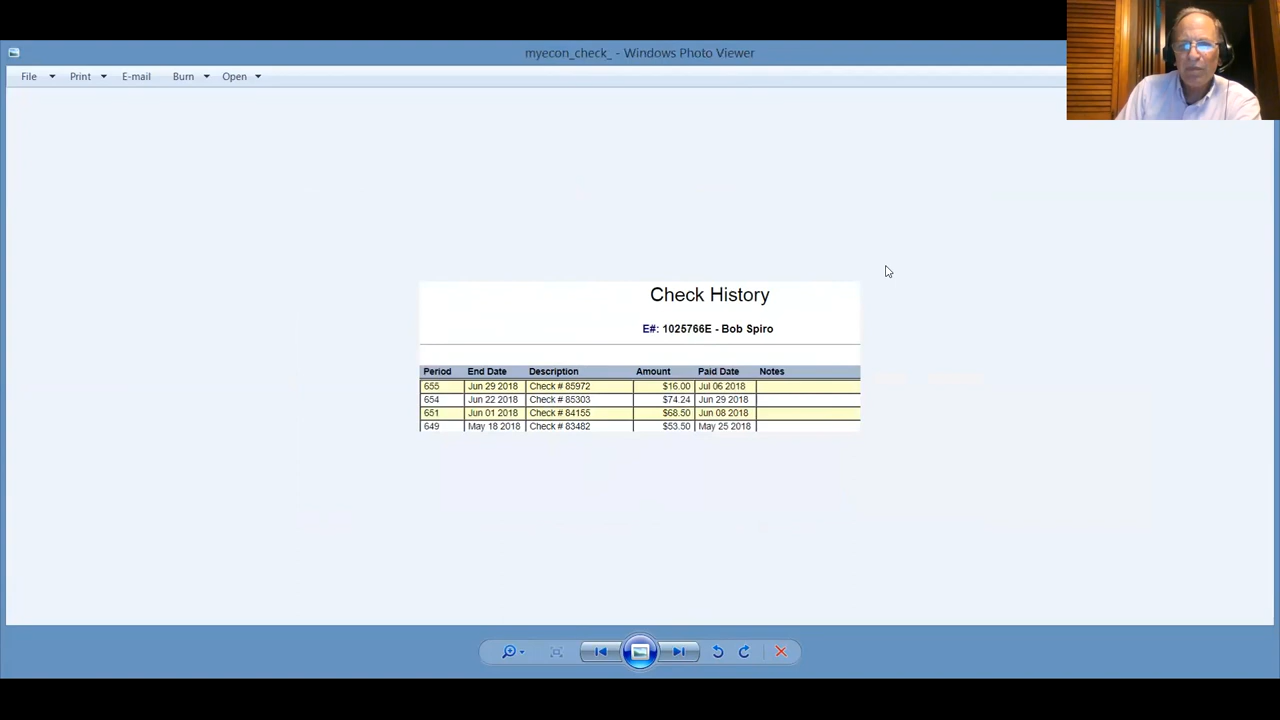 myecon_check_ - Windows Photo Viewer
File Print E-mail Burn Open
Check History
E#: 1025766E - Bob Spiro
Period End Date Description Amount Paid Date Notes
655 Jun 29 2018 Check # 85972 $16.00 Jul 06 2018
654 Jun 22 2018 Check # 85303 $74.24 Jun 29 2018
651 Jun 01 2018 Check # 84155 $68.50 Jun 08 2018
649 May 18 2018 Check # 83482 $53.50 May 25 2018